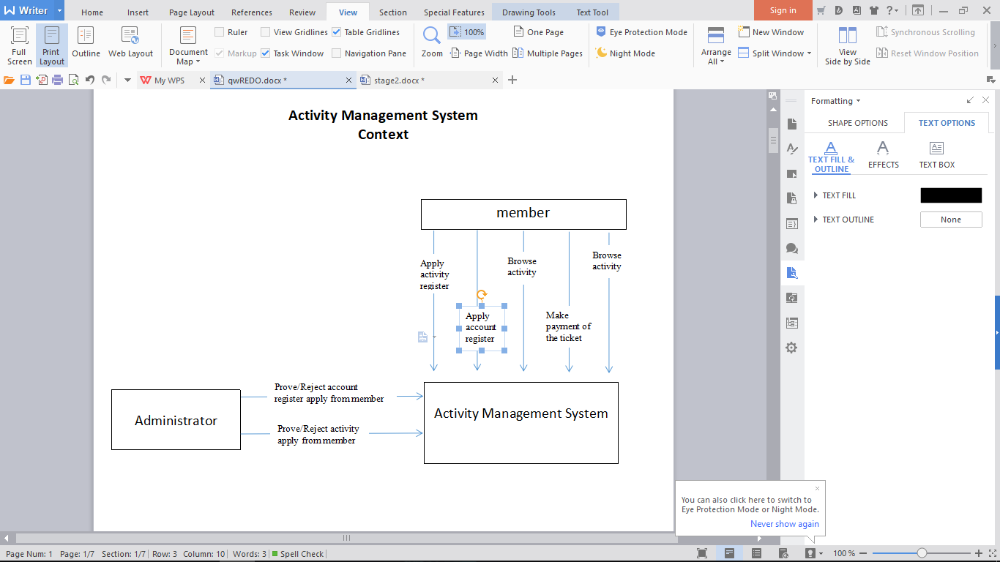 Writer
Home
Insert
Page Layout
References
Review
View
Section
Special Features
Drawing Tools
Text Tool
Sign in
Full
Screen
Print
Layout
Outline
Web Layout
Document
Map
Ruler
View Gridlines
Table Gridlines
Markup
Task Window
Navigation Pane
Zoom
100%
One Page
Page Width
Multiple Pages
Eye Protection Mode
Night Mode
Arrange
All
New Window
Split Window
View
Side by Side
Synchronous Scrolling
Reset Window Position
My WPS
qwREDO.docx *
stage2.docx *
Activity Management System
Context
member
Apply
activity
register
Apply
account
register
Browse
activity
Make
payment of
the ticket
Browse
activity
Administrator
Prove/Reject account
register apply from member
Prove/Reject activity
apply from member
Activity Management System
Formatting
SHAPE OPTIONS
TEXT OPTIONS
TEXT FILL &
OUTLINE
EFFECTS
TEXT BOX
TEXT FILL
TEXT OUTLINE
None
You can also click here to switch to
Eye Protection Mode or Night Mode.
Never show again
Page Num: 1
Page: 1/7
Section: 1/7
Row: 3
Column: 10
Words: 3
Spell Check
100 %